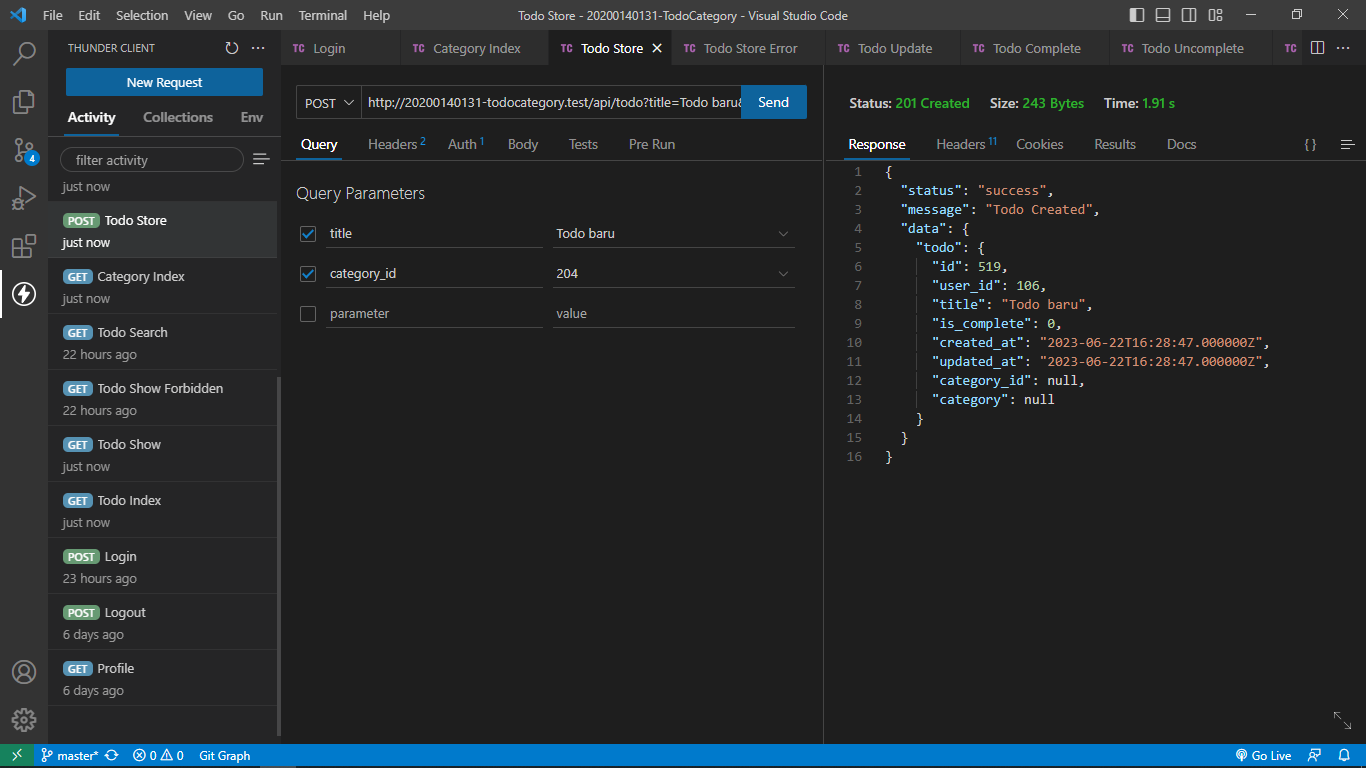 File Edit Selection View Go Run Terminal Help Todo Store - 20200140131-TodoCategory - Visual Studio Code
THUNDER CLIENT
New Request
Activity Collections Env
filter activity
just now
POST Todo Store
just now
GET Category Index
just now
GET Todo Search
22 hours ago
GET Todo Show Forbidden
22 hours ago
GET Todo Show
just now
GET Todo Index
just now
POST Login
23 hours ago
POST Logout
6 days ago
GET Profile
6 days ago
4
TC Login TC Category Index TC Todo Store TC Todo Store Error TC Todo Update TC Todo Complete TC Todo Uncomplete TC
POST http://20200140131-todocategory.test/api/todo?title=Todo baru& Send
Query Headers 2 Auth 1 Body Tests Pre Run
Query Parameters
title Todo baru
category_id 204
parameter value
Status: 201 Created Size: 243 Bytes Time: 1.91 s
Response Headers 11 Cookies Results Docs { }
1 {
2 "status": "success",
3 "message": "Todo Created",
4 "data": {
5 "todo": {
6 "id": 519,
7 "user_id": 106,
8 "title": "Todo baru",
9 "is_complete": 0,
10 "created_at": "2023-06-22T16:28:47.000000Z",
11 "updated_at": "2023-06-22T16:28:47.000000Z",
12 "category_id": null,
13 "category": null
14 }
15 }
16 }
master* 0 0 Git Graph Go Live